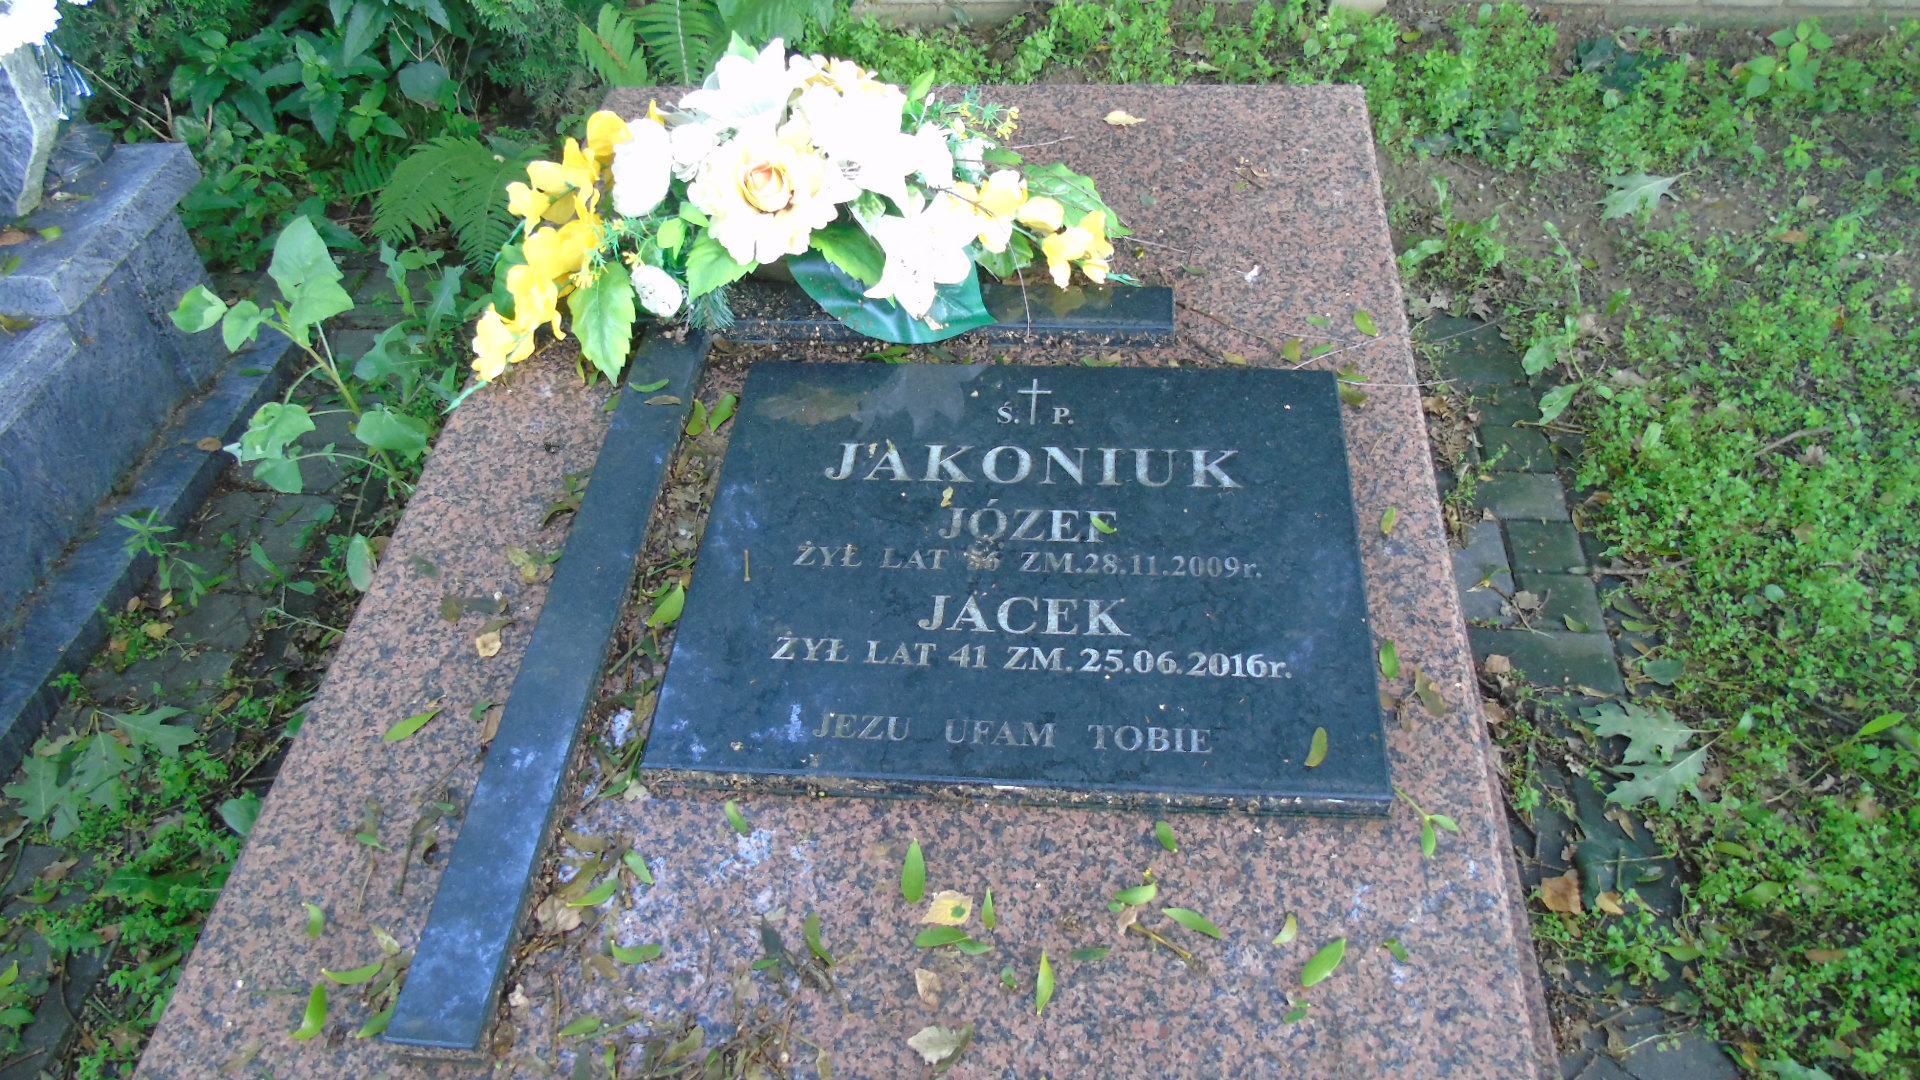 Ś. P.
JAKONIUK
JÓZEF
ŻYŁ LAT 56 ZM.28.11.2009r.
JACEK
ŻYŁ LAT 41 ZM.25.06.2016r.
JEZU UFAM TOBIE